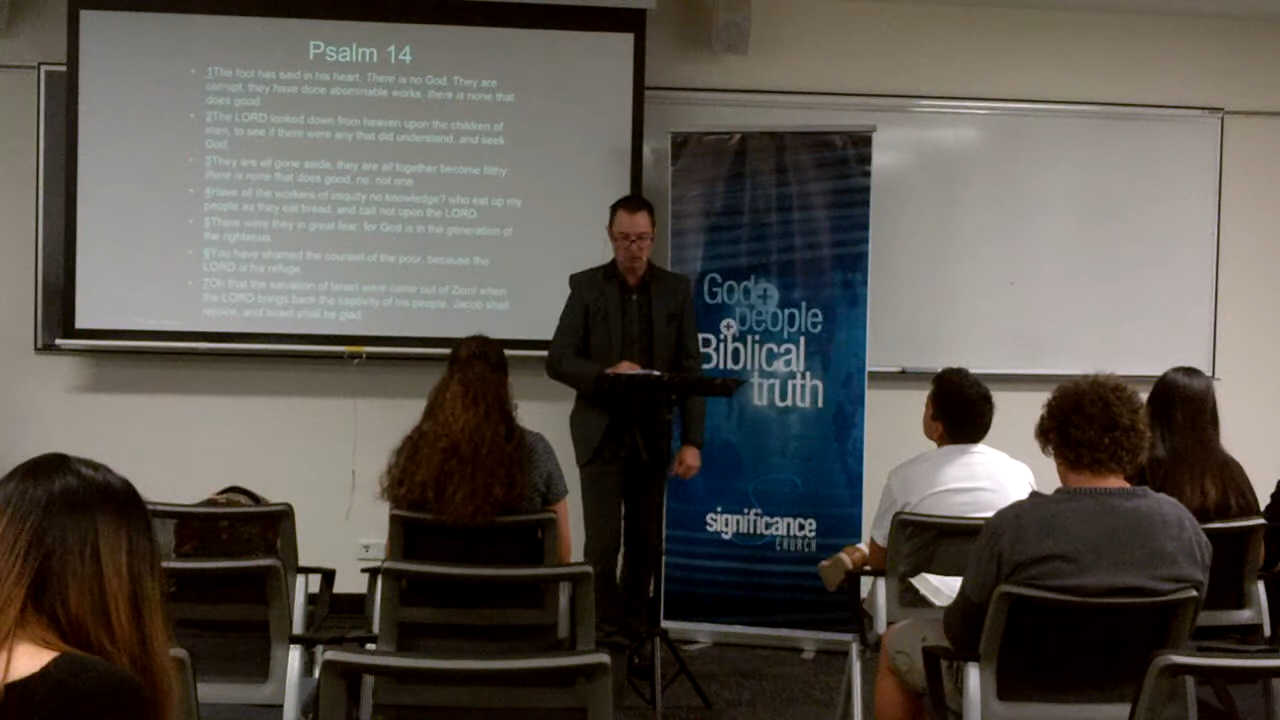 Psalm 14
1The fool has said in his heart, There is no God. They are
corrupt, they have done abominable works, there is none that
does good.
2The LORD looked down from heaven upon the children of
men, to see if there were any that did understand, and seek
God.
3They are all gone aside, they are all together become filthy:
there is none that does good, no, not one.
4Have all the workers of iniquity no knowledge? who eat up my
people as they eat bread, and call not upon the LORD.
5There were they in great fear: for God is in the generation of
the righteous.
6You have shamed the counsel of the poor, because the
LORD is his refuge.
7Oh that the salvation of Israel were come out of Zion! when
the LORD brings back the captivity of his people, Jacob shall
rejoice, and Israel shall be glad.
God+
+people
Biblical
truth
significance
CHURCH